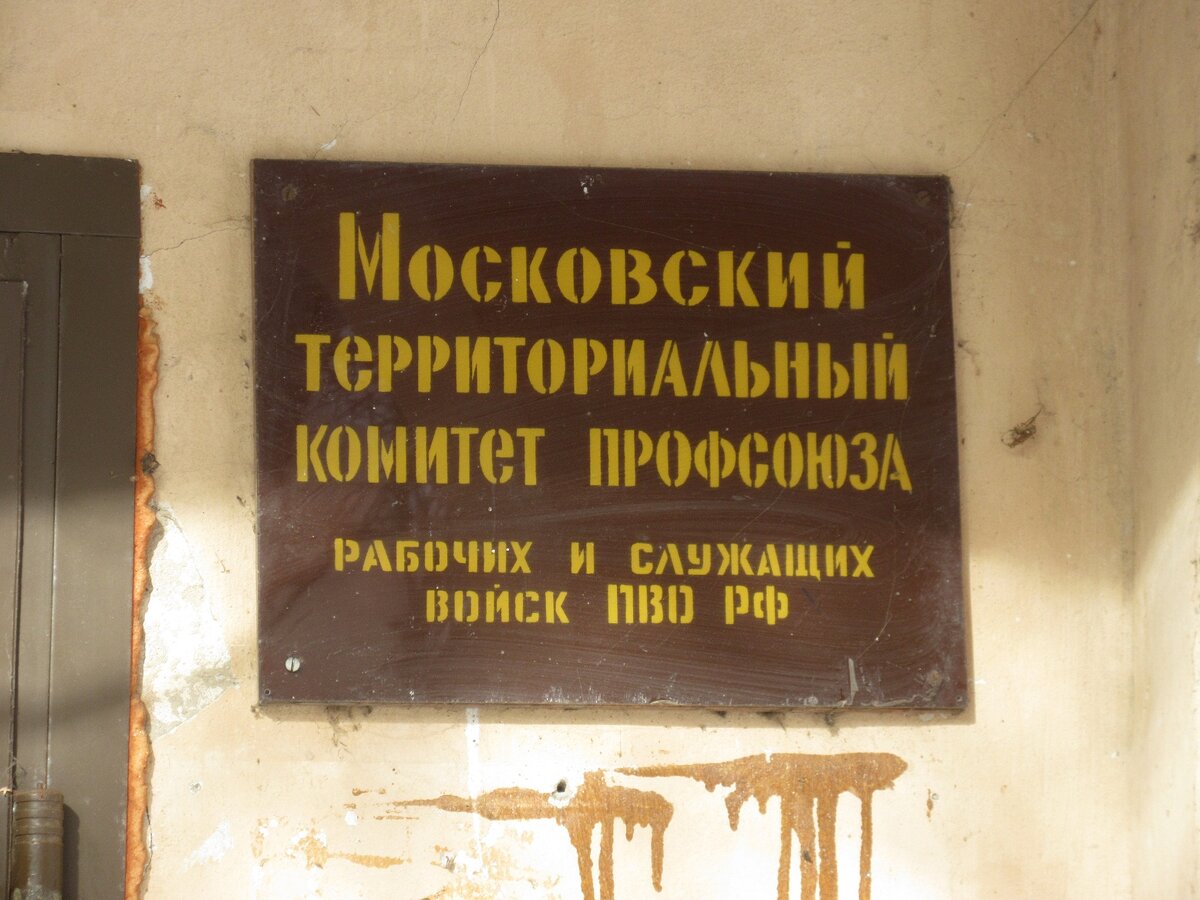 Московский
территориальный
комитет профсоюза
рабочих и служащих
войск ПВО РФ